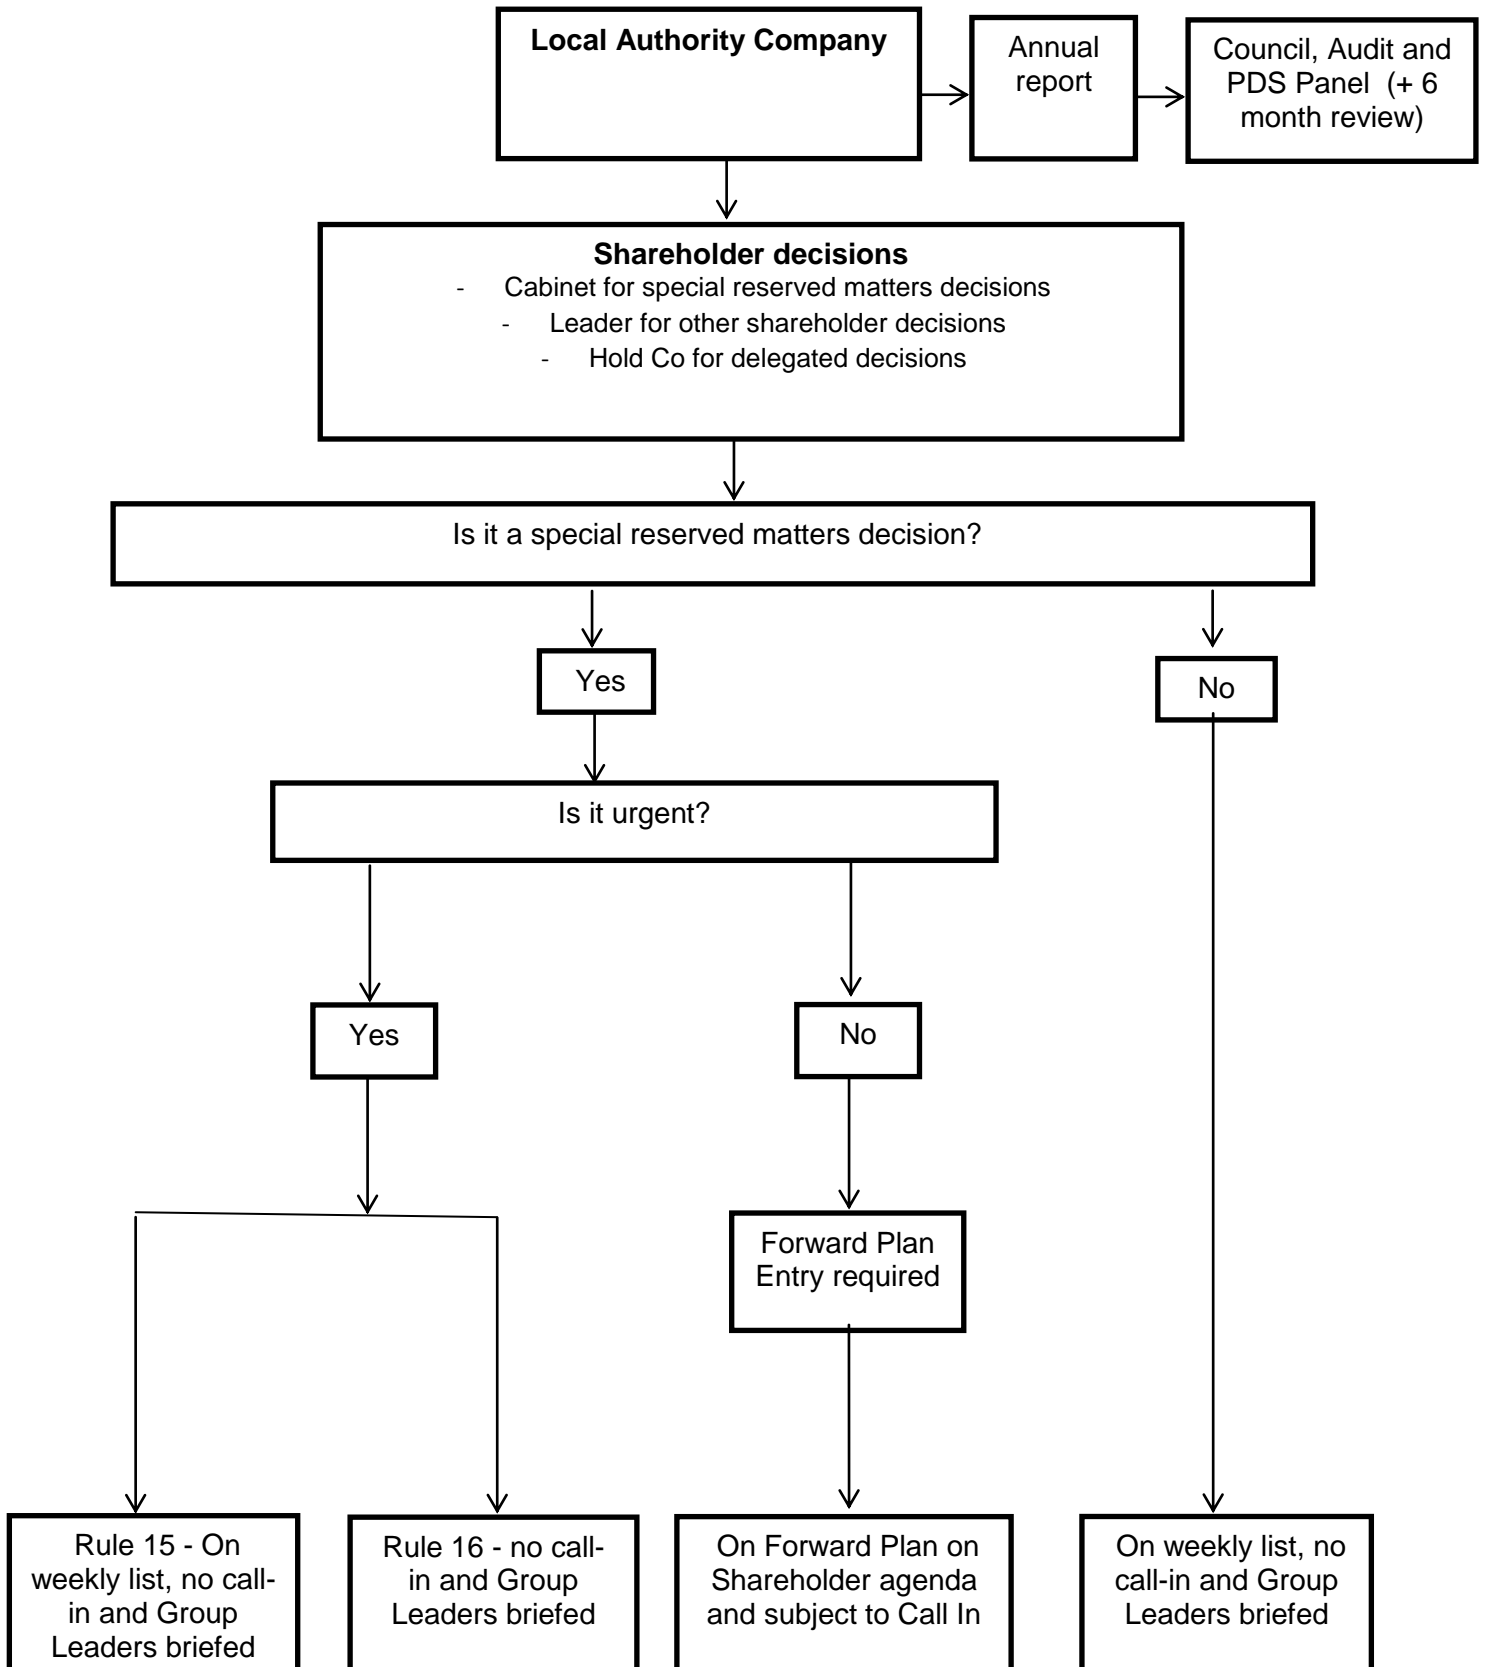 Local Authority Company
Annual
report
Council, Audit and
PDS Panel  (+ 6
month review)
Shareholder decisions
- Cabinet for special reserved matters decisions
- Leader for other shareholder decisions
- Hold Co for delegated decisions
Is it a special reserved matters decision?
Yes
No
Is it urgent?
Yes
No
Forward Plan
Entry required
Rule 15 - On
weekly list, no call-
in and Group
Leaders briefed
Rule 16 - no call-
in and Group
Leaders briefed
On Forward Plan on
Shareholder agenda
and subject to Call In
On weekly list, no
call-in and Group
Leaders briefed